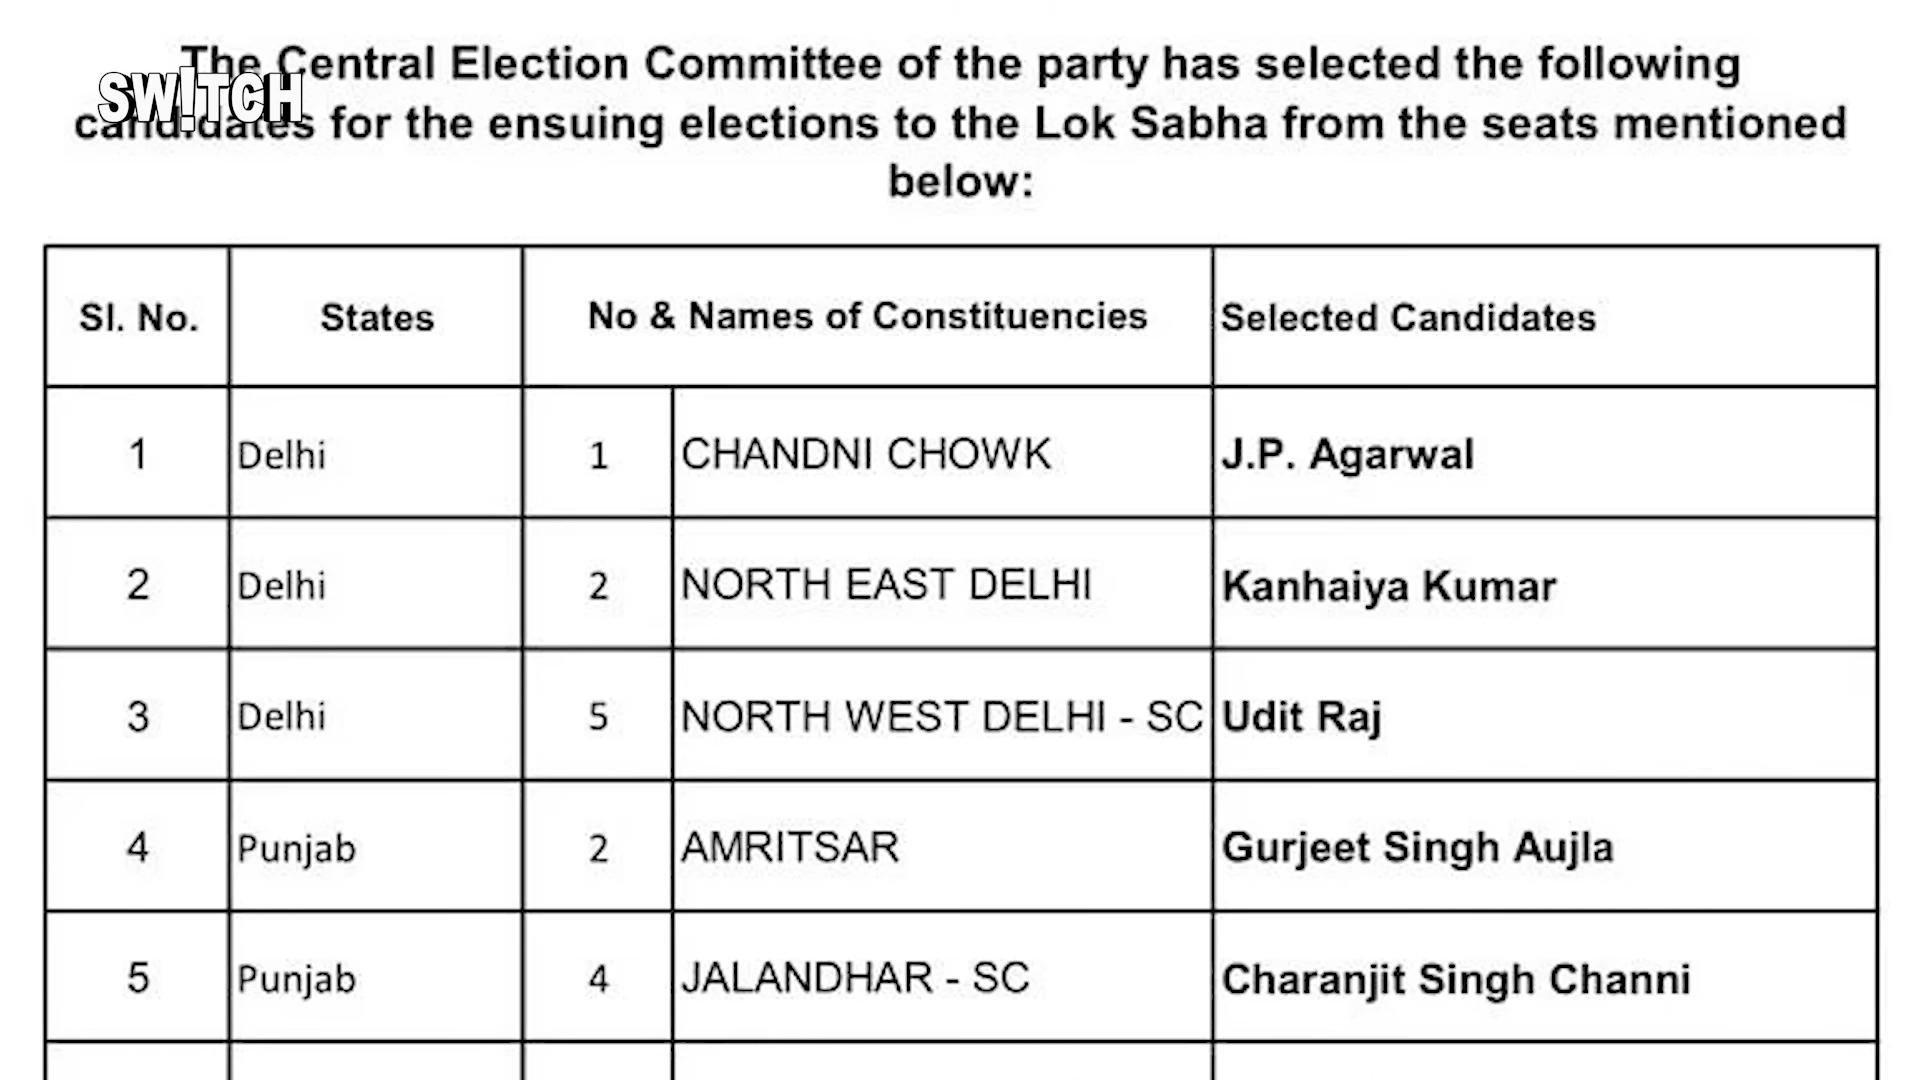 The Central Election Committee of the party has selected the following
SW!TCH
candidates for the ensuing elections to the Lok Sabha from the seats mentioned
below:
Sl. No. States No & Names of Constituencies Selected Candidates
1 Delhi 1 CHANDNI CHOWK J.P. Agarwal
2 Delhi 2 NORTH EAST DELHI Kanhaiya Kumar
3 Delhi 5 NORTH WEST DELHI - SC Udit Raj
4 Punjab 2 AMRITSAR Gurjeet Singh Aujla
5 Punjab 4 JALANDHAR - SC Charanjit Singh Channi